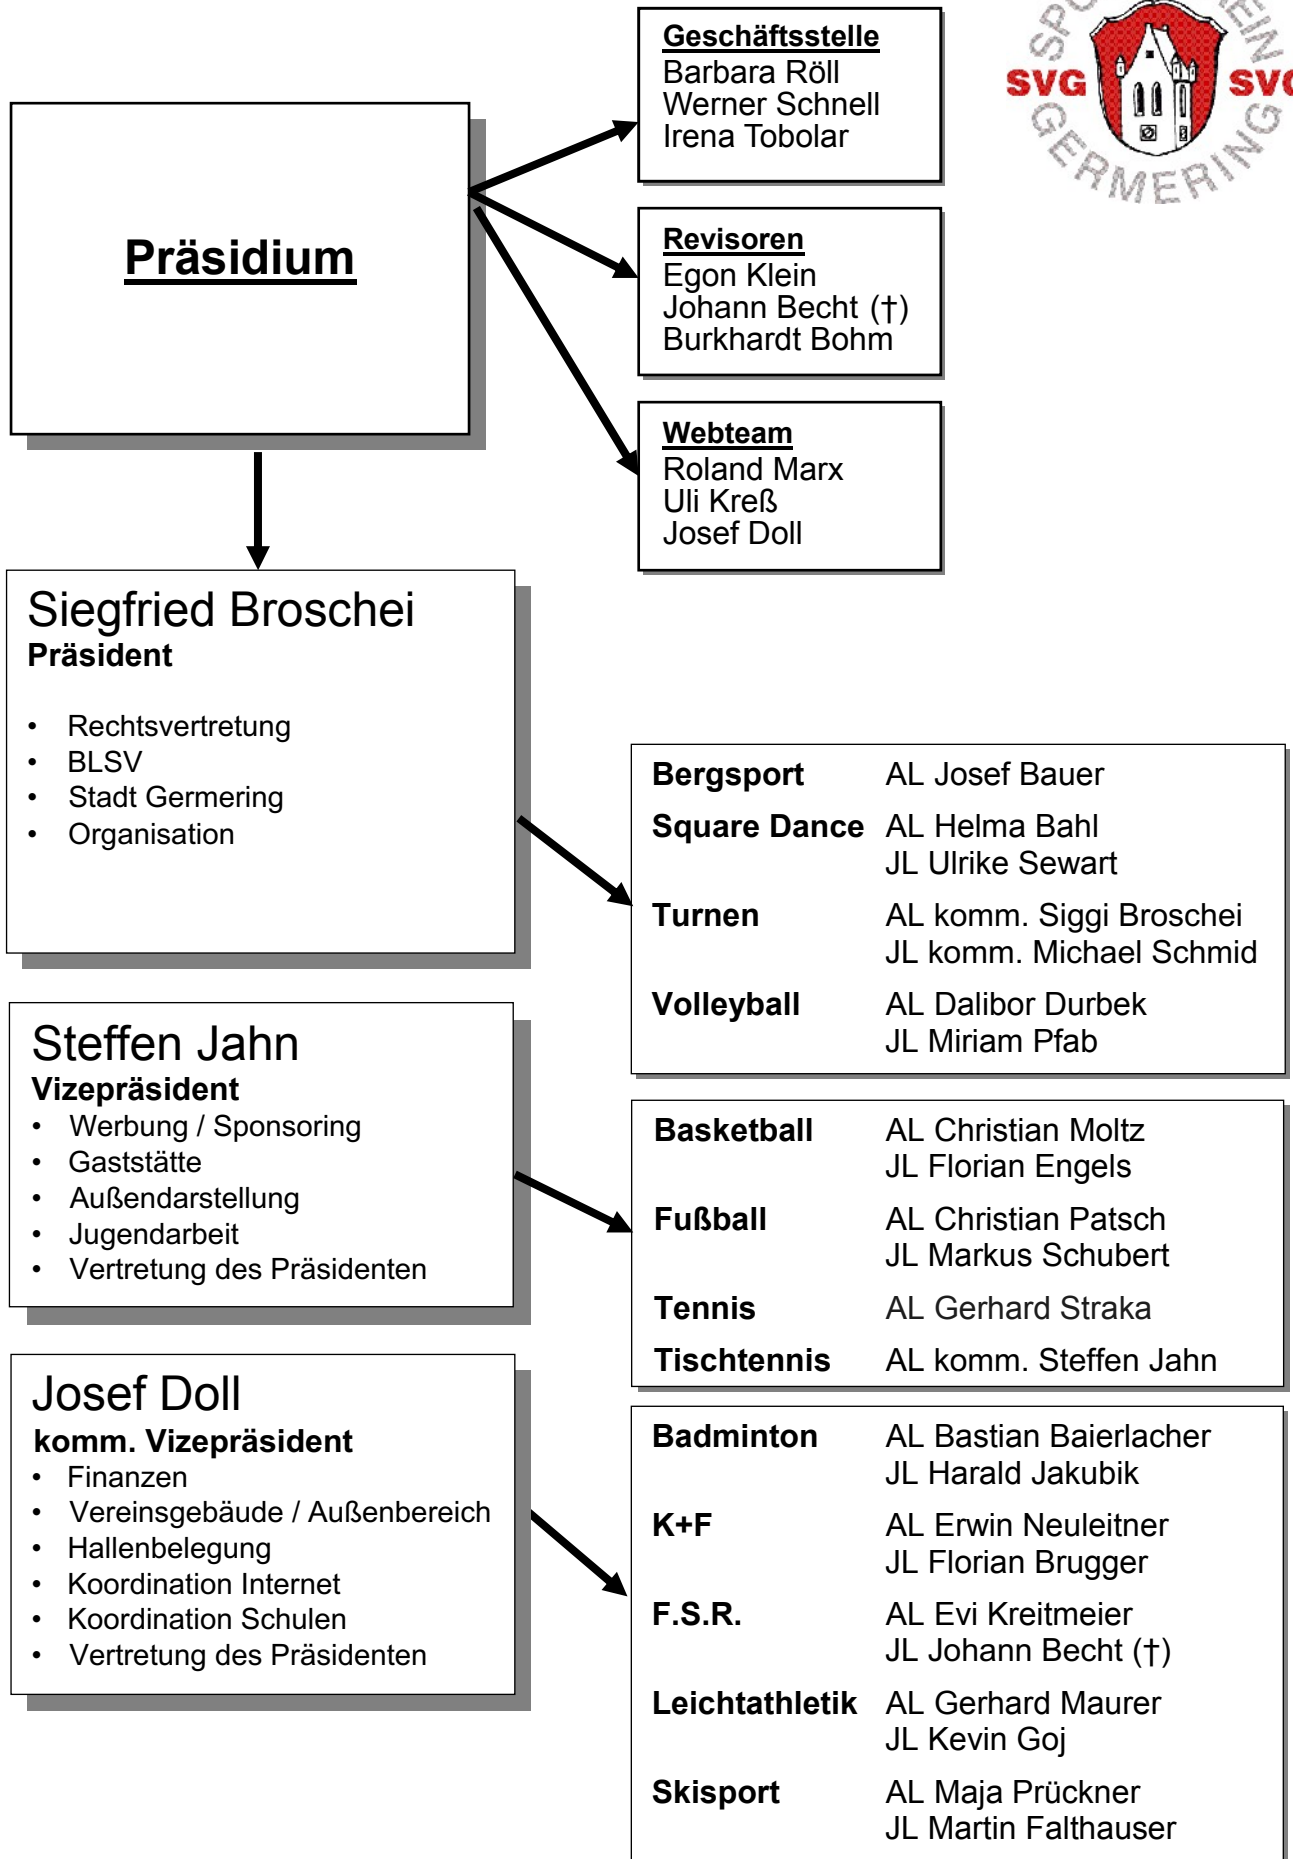 Geschäftsstelle
Barbara Röll
Werner Schnell
Irena Tobolar
SVG
GERMERING
Präsidium
Revisoren
Egon Klein
Johann Becht (†)
Burkhardt Bohm
Webteam
Roland Marx
Uli Kreß
Josef Doll
Siegfried Broschei
Präsident
• Rechtsvertretung
• BLSV
• Stadt Germering
• Organisation
Bergsport AL Josef Bauer
Square Dance AL Helma Bahl
JL Ulrike Sewart
Turnen AL komm. Siggi Broschei
JL komm. Michael Schmid
Volleyball AL Dalibor Durbek
JL Miriam Pfab
Steffen Jahn
Vizepräsident
• Werbung / Sponsoring
• Gaststätte
• Außendarstellung
• Jugendarbeit
• Vertretung des Präsidenten
Basketball AL Christian Moltz
JL Florian Engels
Fußball AL Christian Patsch
JL Markus Schubert
Tennis AL Gerhard Straka
Tischtennis AL komm. Steffen Jahn
Josef Doll
komm. Vizepräsident
• Finanzen
• Vereinsgebäude / Außenbereich
• Hallenbelegung
• Koordination Internet
• Koordination Schulen
• Vertretung des Präsidenten
Badminton AL Bastian Baierlacher
JL Harald Jakubik
K+F AL Erwin Neuleitner
JL Florian Brugger
F.S.R. AL Evi Kreitmeier
JL Johann Becht (†)
Leichtathletik AL Gerhard Maurer
JL Kevin Goj
Skisport AL Maja Prückner
JL Martin Falthauser